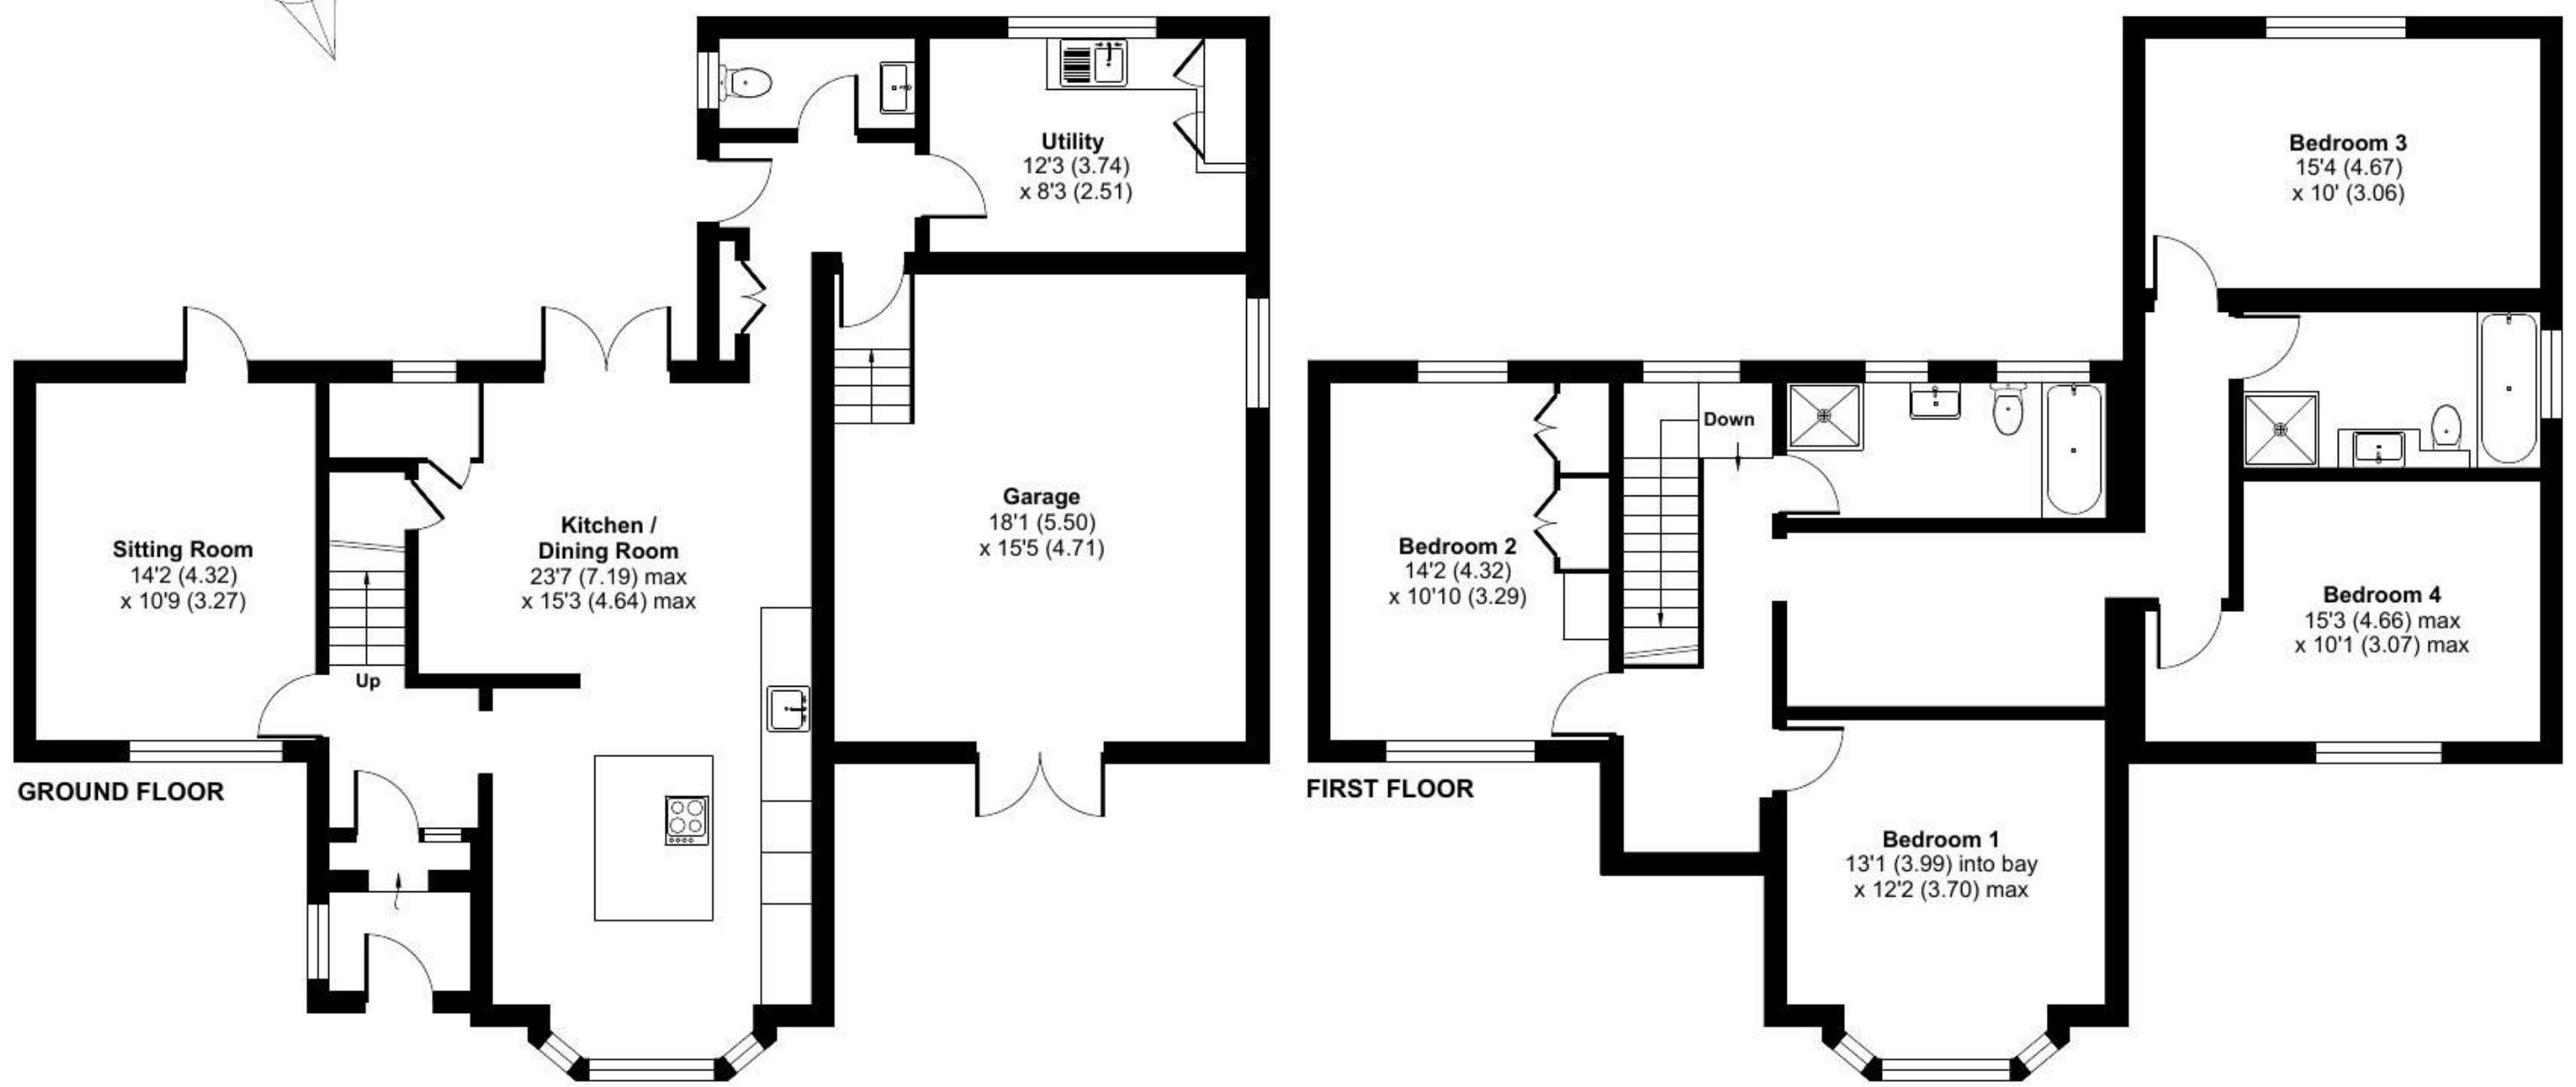 Utility
12'3 (3.74)
x 8'3 (2.51)
Garage
18'1 (5.50)
x 15'5 (4.71)
Kitchen /
Dining Room
23'7 (7.19) max
x 15'3 (4.64) max
Sitting Room
14'2 (4.32)
x 10'9 (3.27)
Up
GROUND FLOOR
Bedroom 3
15'4 (4.67)
x 10' (3.06)
Down
Bedroom 2
14'2 (4.32)
x 10'10 (3.29)
Bedroom 4
15'3 (4.66) max
x 10'1 (3.07) max
Bedroom 1
13'1 (3.99) into bay
x 12'2 (3.70) max
FIRST FLOOR